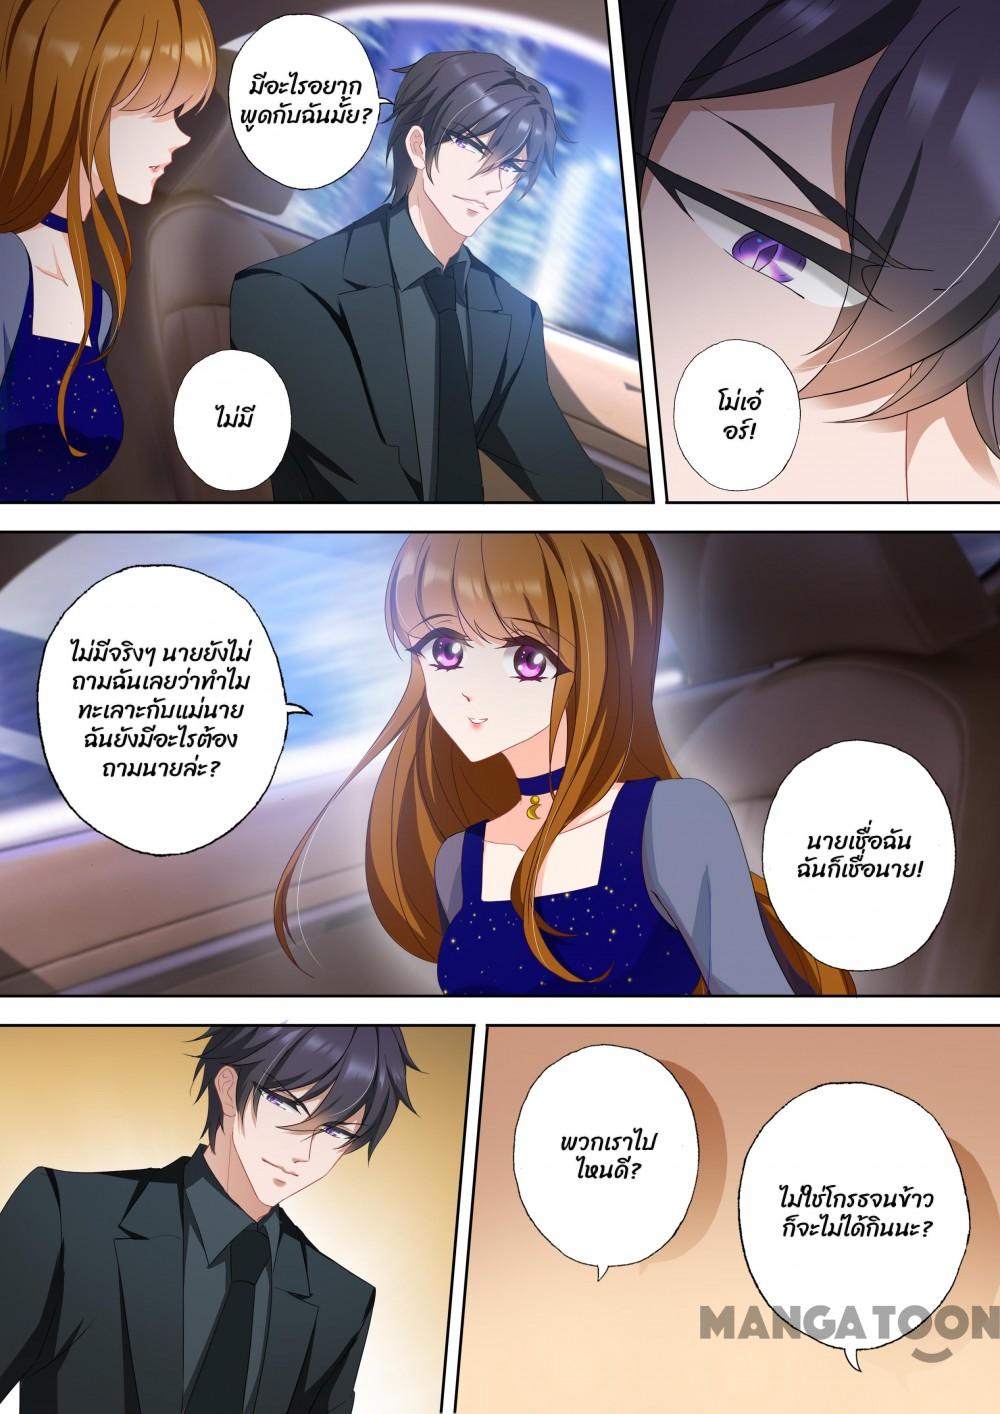 มีอะไรอยาก
พูดกับฉันมั้ย?
ไม่มี
โม่เอ๋
อร์!
ไม่มีจริงๆ นายยังไม่
ถามฉันเลยว่าทำไม
ทะเลาะกับแม่นาย
ฉันยังมีอะไรต้อง
ถามนายล่ะ?
นายเชื่อฉัน
ฉันก็เชื่อนาย!
พวกเราไป
ไหนดี?
ไม่ใช่โกรธจนข้าว
ก็จะไม่ได้กินนะ?
MANGATOON